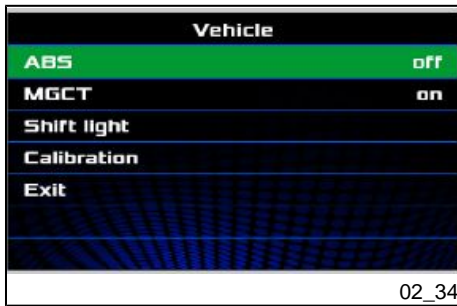 Vehicle
ABS off
MGCT on
Shift light
Calibration
Exit
02_34